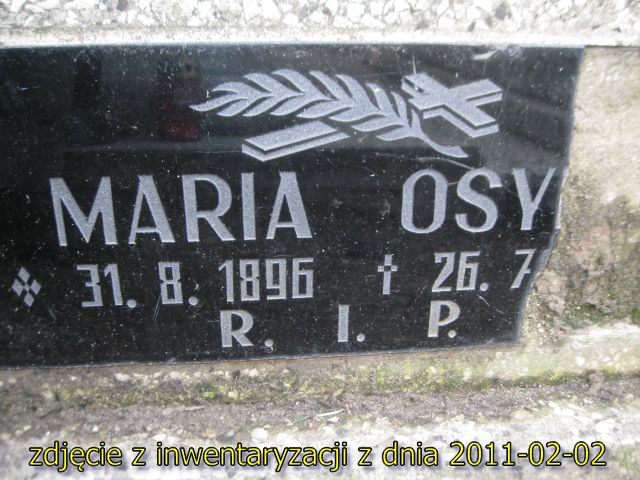 MARIA OSY
31. 8. 1896 † 26. 7
R. I. P.
zdjęcie z inwentaryzacji z dnia 2011-02-02